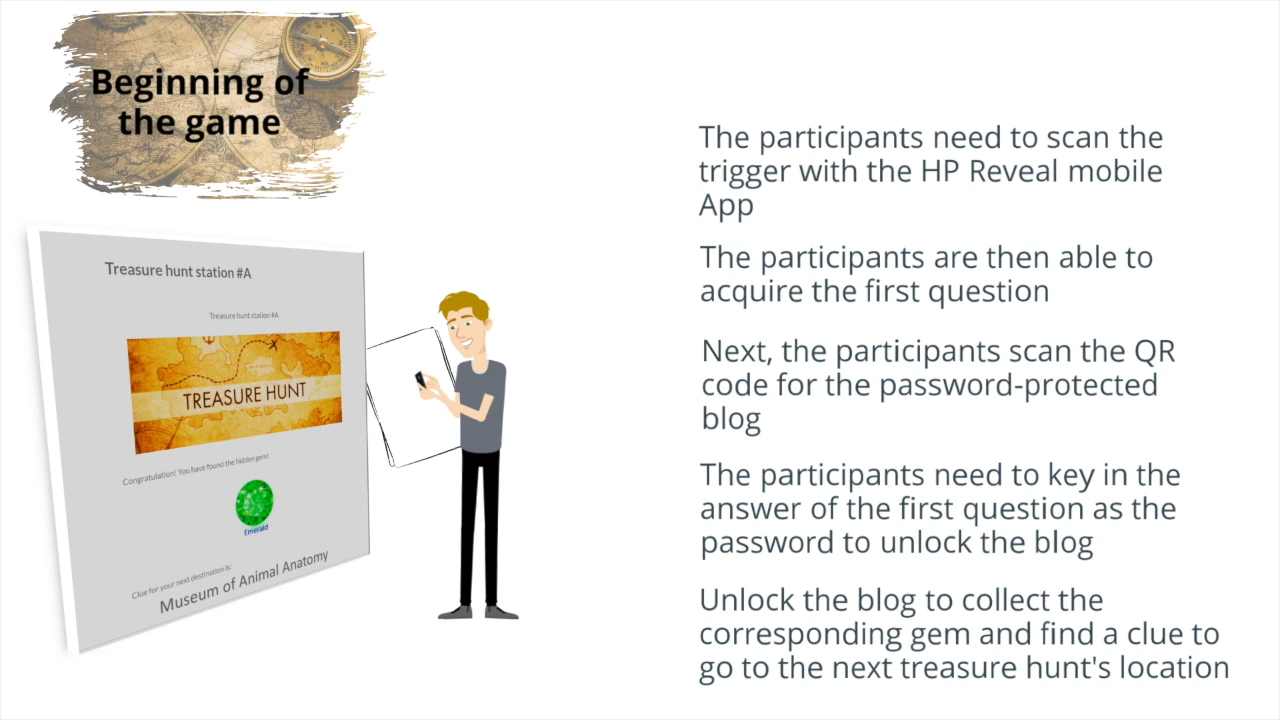 Beginning of
the game
Treasure hunt station #A
Treasure hunt station #A
TREASURE HUNT
Congratulation! You have found the hidden gem!
Emerald
Clue for your next destination is:
Museum of Animal Anatomy
The participants need to scan the
trigger with the HP Reveal mobile
App
The participants are then able to
acquire the first question
Next, the participants scan the QR
code for the password-protected
blog
The participants need to key in the
answer of the first question as the
password to unlock the blog
Unlock the blog to collect the
corresponding gem and find a clue to
go to the next treasure hunt's location